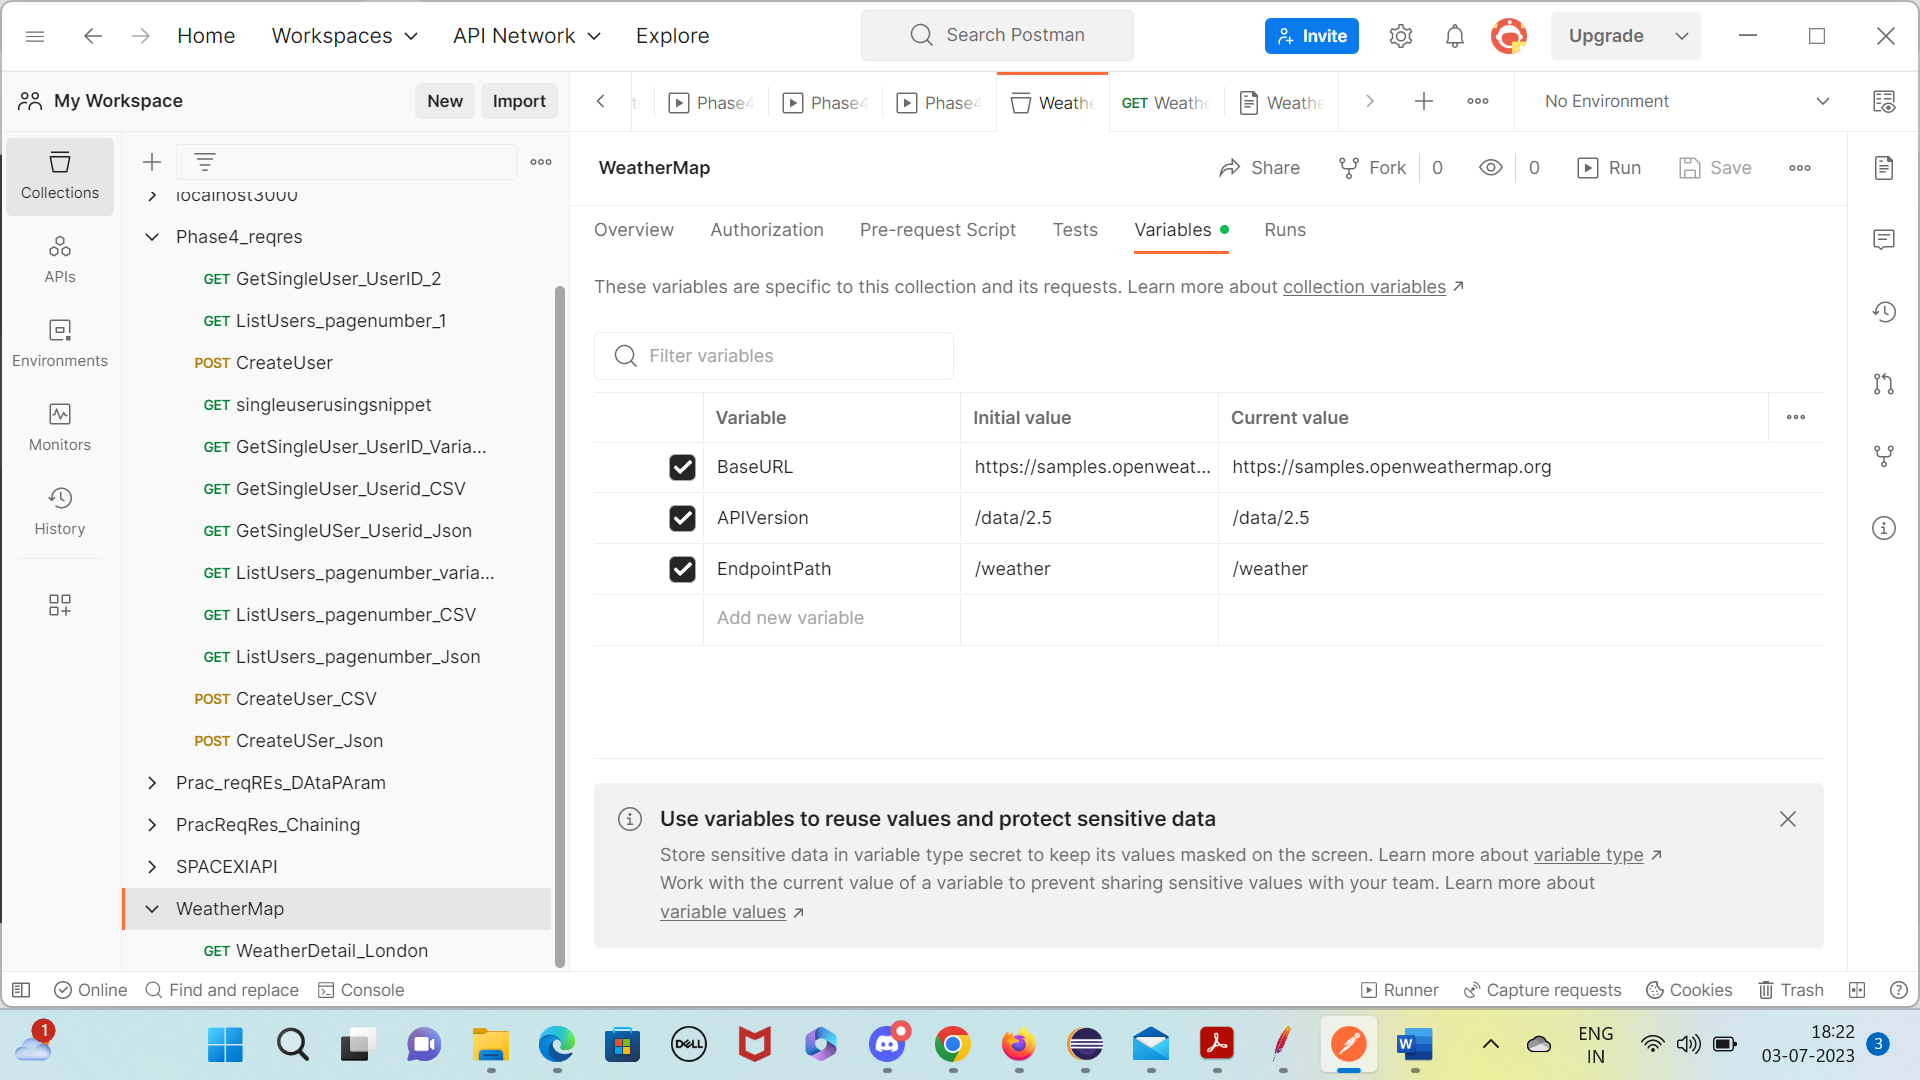 Home Workspaces API Network Explore Search Postman Invite Upgrade
My Workspace New Import Phase4 Phase4 Phase4 Weathe GET Weathe Weathe No Environment
Collections
APIs
Environments
Monitors
History
localhost3000
Phase4_reqres
GET GetSingleUser_UserID_2
GET ListUsers_pagenumber_1
POST CreateUser
GET singleuserusingsnippet
GET GetSingleUser_UserID_Varia...
GET GetSingleUser_Userid_CSV
GET GetSingleUSer_Userid_Json
GET ListUsers_pagenumber_varia...
GET ListUsers_pagenumber_CSV
GET ListUsers_pagenumber_Json
POST CreateUser_CSV
POST CreateUSer_Json
Prac_reqREs_DAtaPAram
PracReqRes_Chaining
SPACEXIAPI
WeatherMap
GET WeatherDetail_London
WeatherMap Share Fork 0 0 Run Save
Overview Authorization Pre-request Script Tests Variables Runs
These variables are specific to this collection and its requests. Learn more about collection variables ↗
Filter variables
Variable Initial value Current value
BaseURL https://samples.openweat... https://samples.openweathermap.org
APIVersion /data/2.5 /data/2.5
EndpointPath /weather /weather
Add new variable
Use variables to reuse values and protect sensitive data
Store sensitive data in variable type secret to keep its values masked on the screen. Learn more about variable type ↗
Work with the current value of a variable to prevent sharing sensitive values with your team. Learn more about
variable values ↗
Online Find and replace Console Runner Capture requests Cookies Trash
1 DELL W ENG 18:22
IN 03-07-2023 3